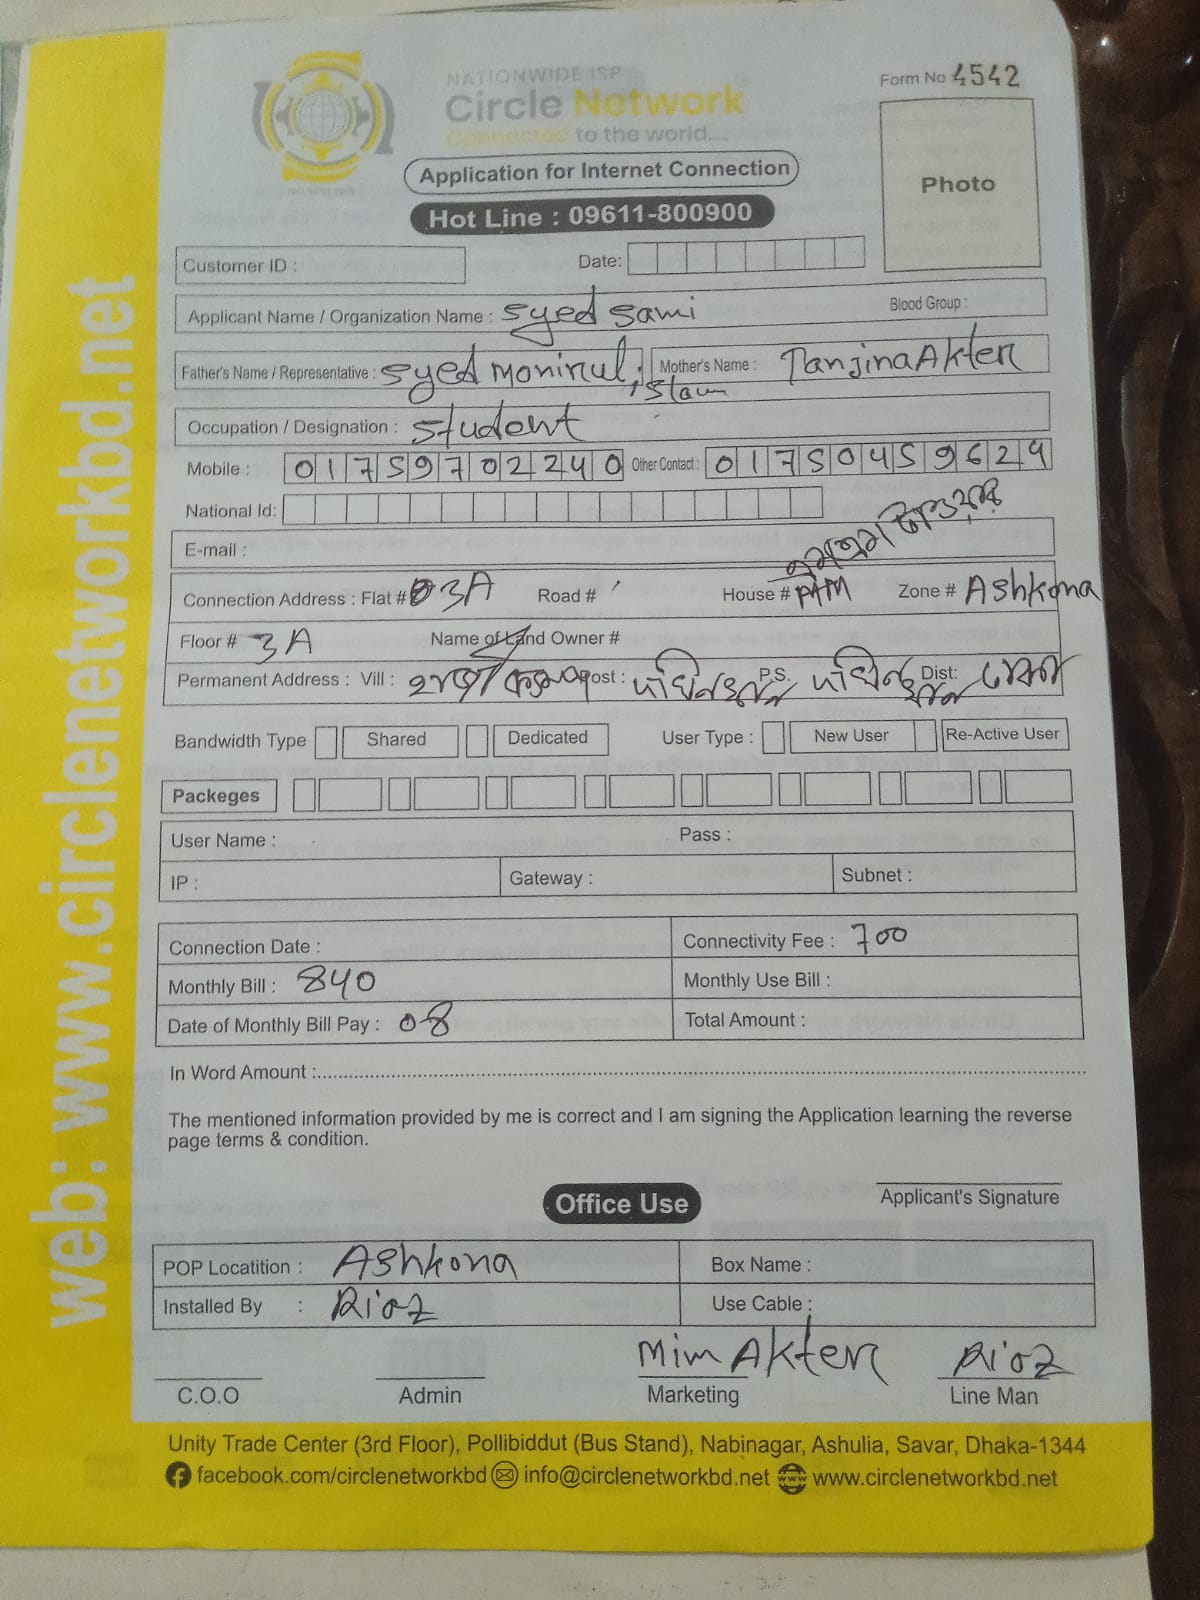 NATIONWIDE ISP
Circle Network
Connected to the world....
Form No 4542
Photo
Application for Internet Connection
Hot Line : 09611-800900
Customer ID :
Date:
Applicant Name / Organization Name : Syed Sami Blood Group :
Father's Name / Representative : Syed Monirul, islam Mother's Name : Tanjina Akter
Occupation / Designation : Student
Mobile : 01759702240 Other Contact : 01750459629
National Id:
E-mail :
Connection Address : Flat # 03A Road # House # Zone # Ashkona
Floor # 3A Name of Land Owner #
Permanent Address : Vill : Post : দক্ষিনখান P.S. দক্ষিনখান Dist: ঢাকা
Bandwidth Type Shared Dedicated User Type : New User Re-Active User
Packeges
User Name : Pass :
IP : Gateway : Subnet :
Connection Date : Connectivity Fee : 700
Monthly Bill : 840 Monthly Use Bill :
Date of Monthly Bill Pay : 08 Total Amount :
In Word Amount :
The mentioned information provided by me is correct and I am signing the Application learning the reverse
page terms & condition.
Office Use
Applicant's Signature
POP Locatition : Ashkona Box Name :
Installed By : Riaz Use Cable :
Mim Akter Riaz
C.O.O Admin Marketing Line Man
Unity Trade Center (3rd Floor), Pollibiddut (Bus Stand), Nabinagar, Ashulia, Savar, Dhaka-1344
facebook.com/circlenetworkbd info@circlenetworkbd.net www.circlenetworkbd.net
web: www.circlenetworkbd.net